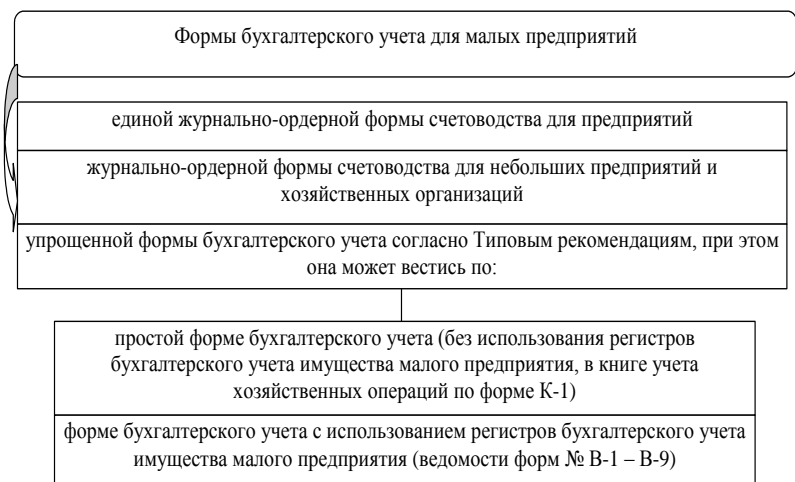 Формы бухгалтерского учета для малых предприятий
единой журнально-ордерной формы счетоводства для предприятий
журнально-ордерной формы счетоводства для небольших предприятий и
хозяйственных организаций
упрощенной формы бухгалтерского учета согласно Типовым рекомендациям, при этом
она может вестись по:
простой форме бухгалтерского учета (без использования регистров
бухгалтерского учета имущества малого предприятия, в книге учета
хозяйственных операций по форме К-1)
форме бухгалтерского учета с использованием регистров бухгалтерского учета
имущества малого предприятия (ведомости форм № В-1 – В-9)